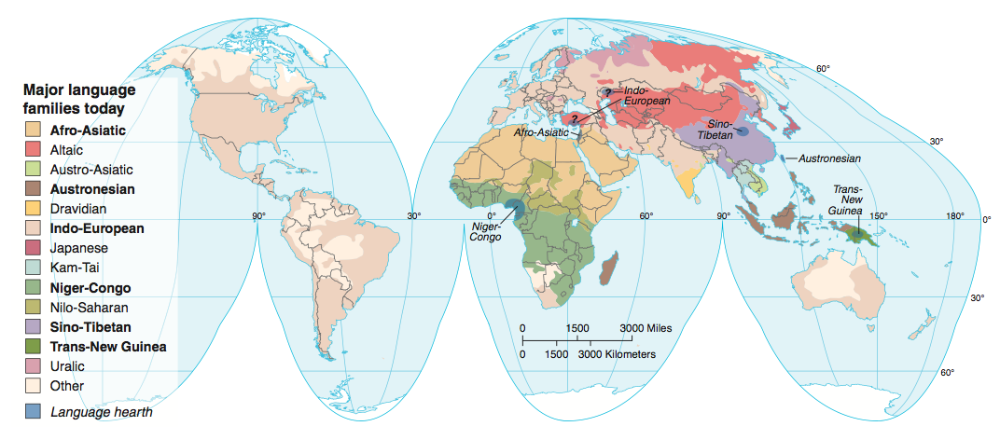 Major language
families today
Afro-Asiatic
Altaic
Austro-Asiatic
Austronesian
Dravidian
Indo-European
Japanese
Kam-Tai
Niger-Congo
Nilo-Saharan
Sino-Tibetan
Trans-New Guinea
Uralic
Other
Language hearth
60°
?
Indo-
European
?
Afro-Asiatic
Sino-
Tibetan
30°
Austronesian
Trans-
New
Guinea
90°
30°
0°
60°
90°
150°
180°
0°
Niger-
Congo
30°
0 1500 3000 Miles
0 1500 3000 Kilometers
60°